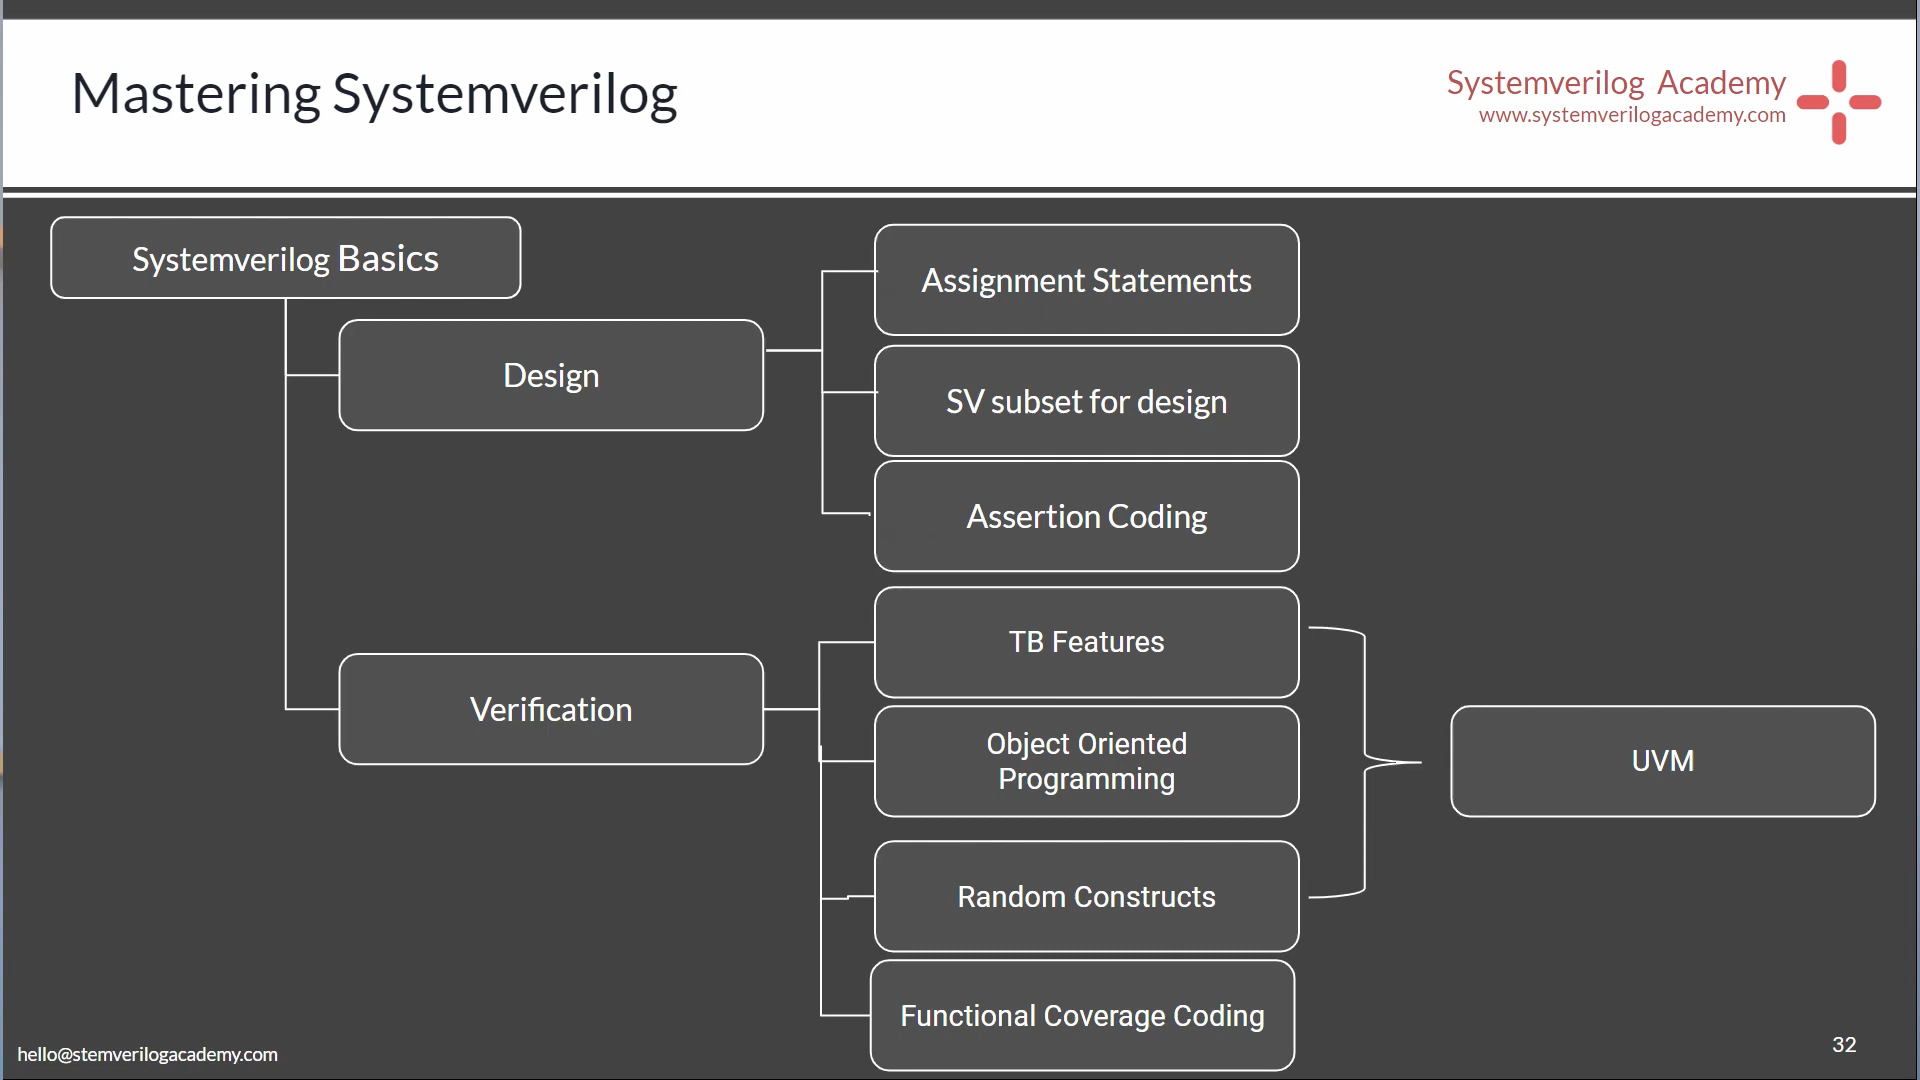 Mastering Systemverilog
Systemverilog Academy
www.systemverilogacademy.com
Systemverilog Basics
Design
Assignment Statements
SV subset for design
Assertion Coding
Verification
TB Features
Object Oriented
Programming
Random Constructs
Functional Coverage Coding
UVM
hello@stemverilogacademy.com
32